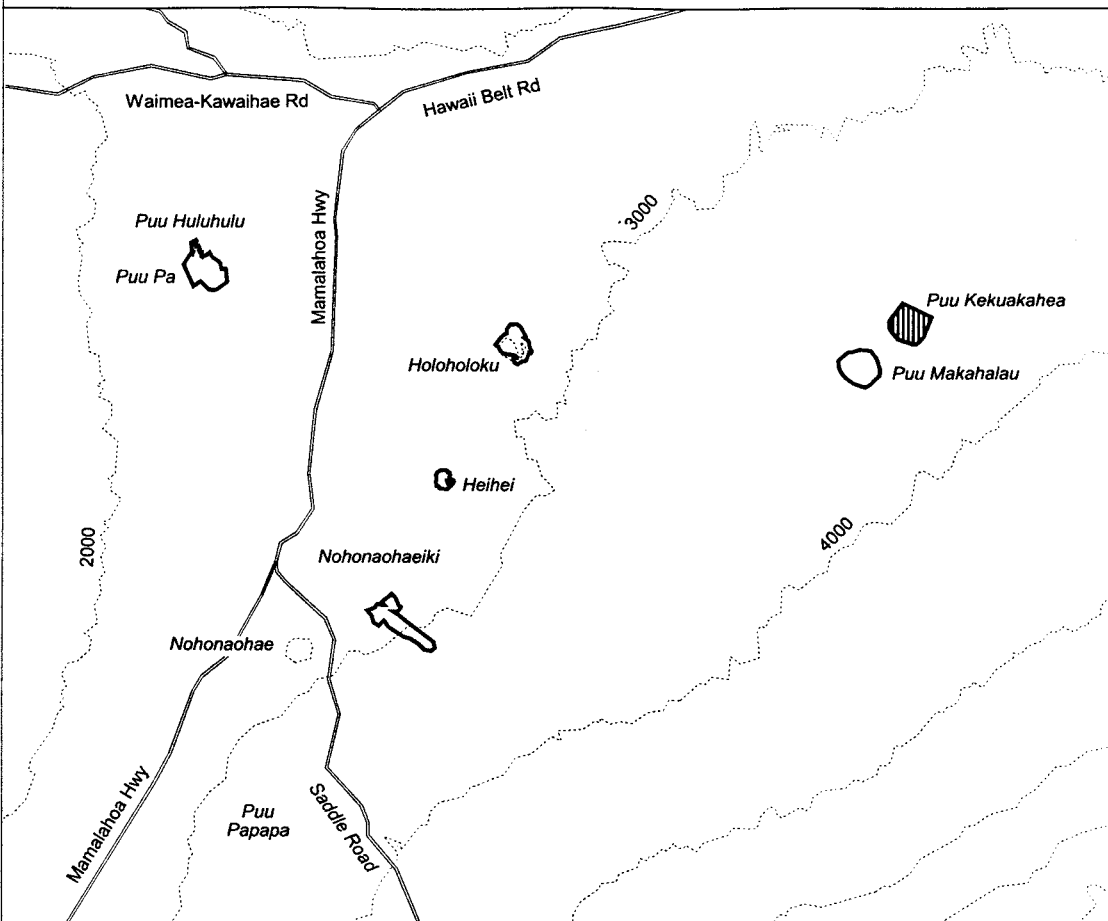 Waimea-Kawaihae Rd
Hawaii Belt Rd
Mamalahoa Hwy
Puu Huluhulu
Puu Pa
3000
Puu Kekuakahea
Holoholoku
Puu Makahalau
Heihei
2000
4000
Nohonaohaeiki
Nohonaohae
Mamalahoa Hwy
Puu
Papapa
Saddle Road